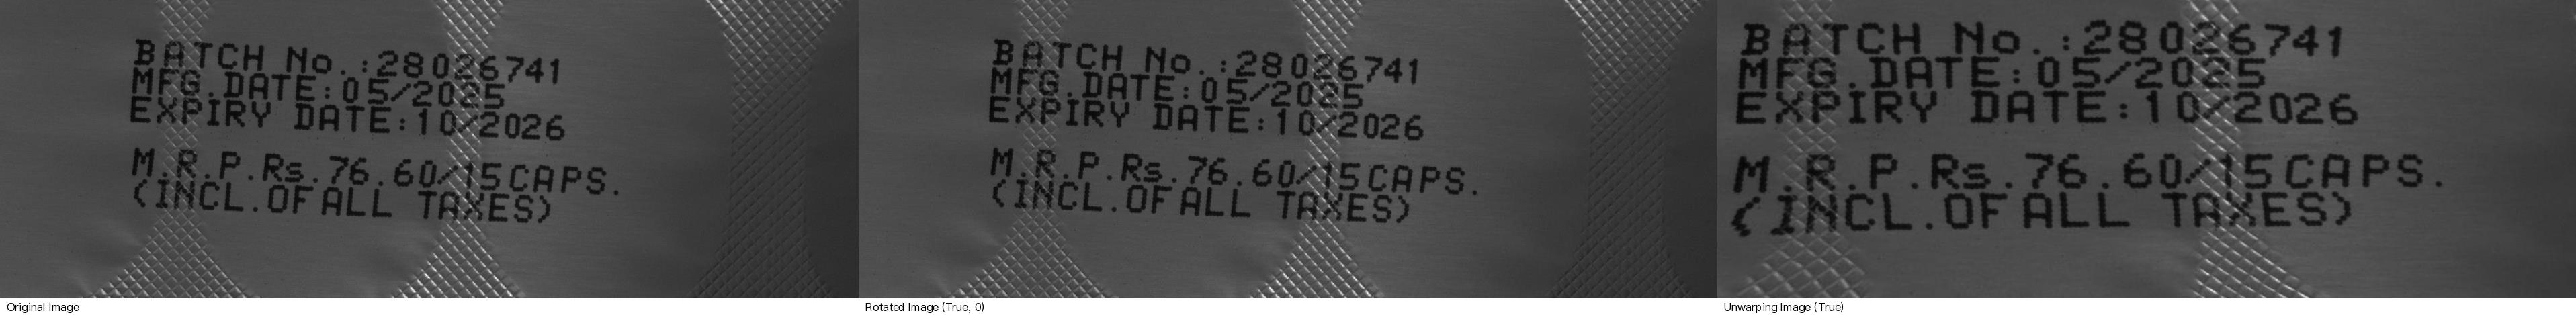 BATCH No.:28026741
MFG.DATE:05/2025
EXPIRY DATE:10/2026
M.R.P.Rs.76.60/15CAPS.
(INCL.OF ALL TAXES)
BATCH No.:28026741
MFG.DATE:05/2025
EXPIRY DATE:10/2026
M.R.P.Rs.76.60/15CAPS.
(INCL.OF ALL TAXES)
BATCH No.:28026741
MFG.DATE:05/2025
EXPIRY DATE:10/2026
M.R.P.Rs.76.60/15CAPS.
(INCL.OF ALL TAXES)
Original Image
Rotated Image (True, 0)
Unwarping Image (True)